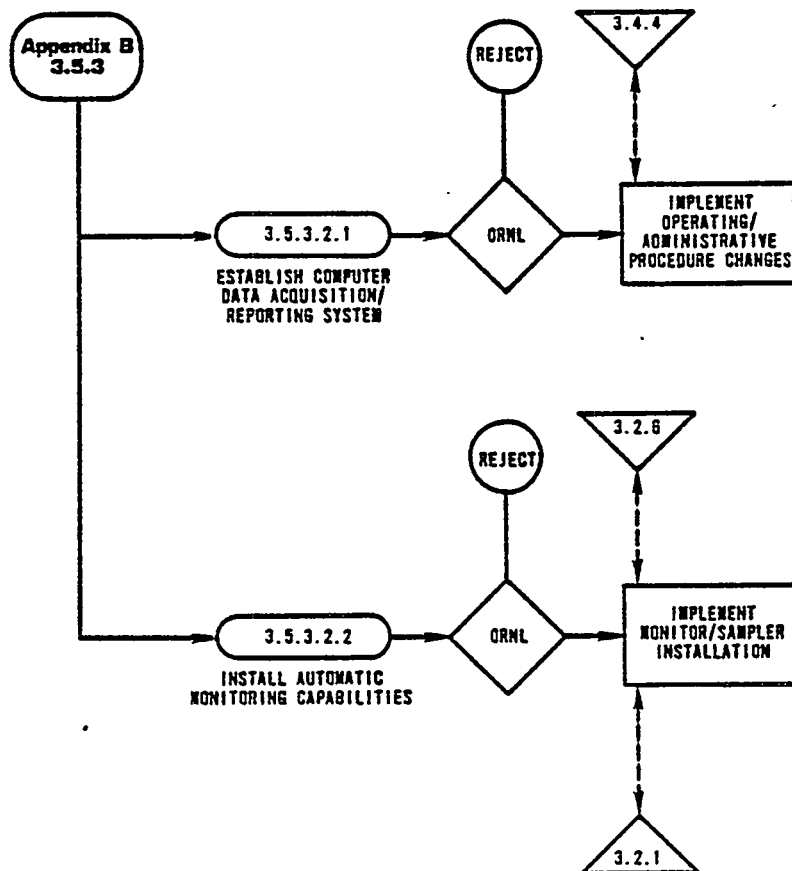 Appendix B
3.5.3
REJECT
3.4.4
3.5.3.2.1
ORNL
IMPLEMENT
OPERATING/
ADMINISTRATIVE
PROCEDURE CHANGES
ESTABLISH COMPUTER
DATA ACQUISITION/
REPORTING SYSTEM
REJECT
3.2.6
3.5.3.2.2
ORNL
IMPLEMENT
MONITOR/SAMPLER
INSTALLATION
INSTALL AUTOMATIC
MONITORING CAPABILITIES
3.2.1